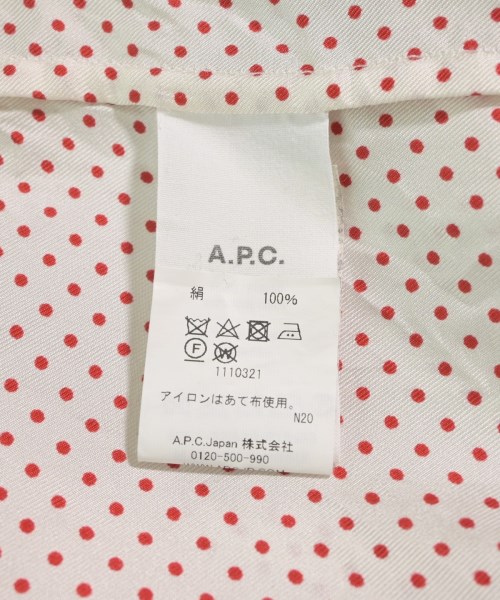 A.P.C.
絹 100%
F W
1110321
アイロンはあて布使用。
N20
A.P.C.Japan 株式会社
0120-500-990